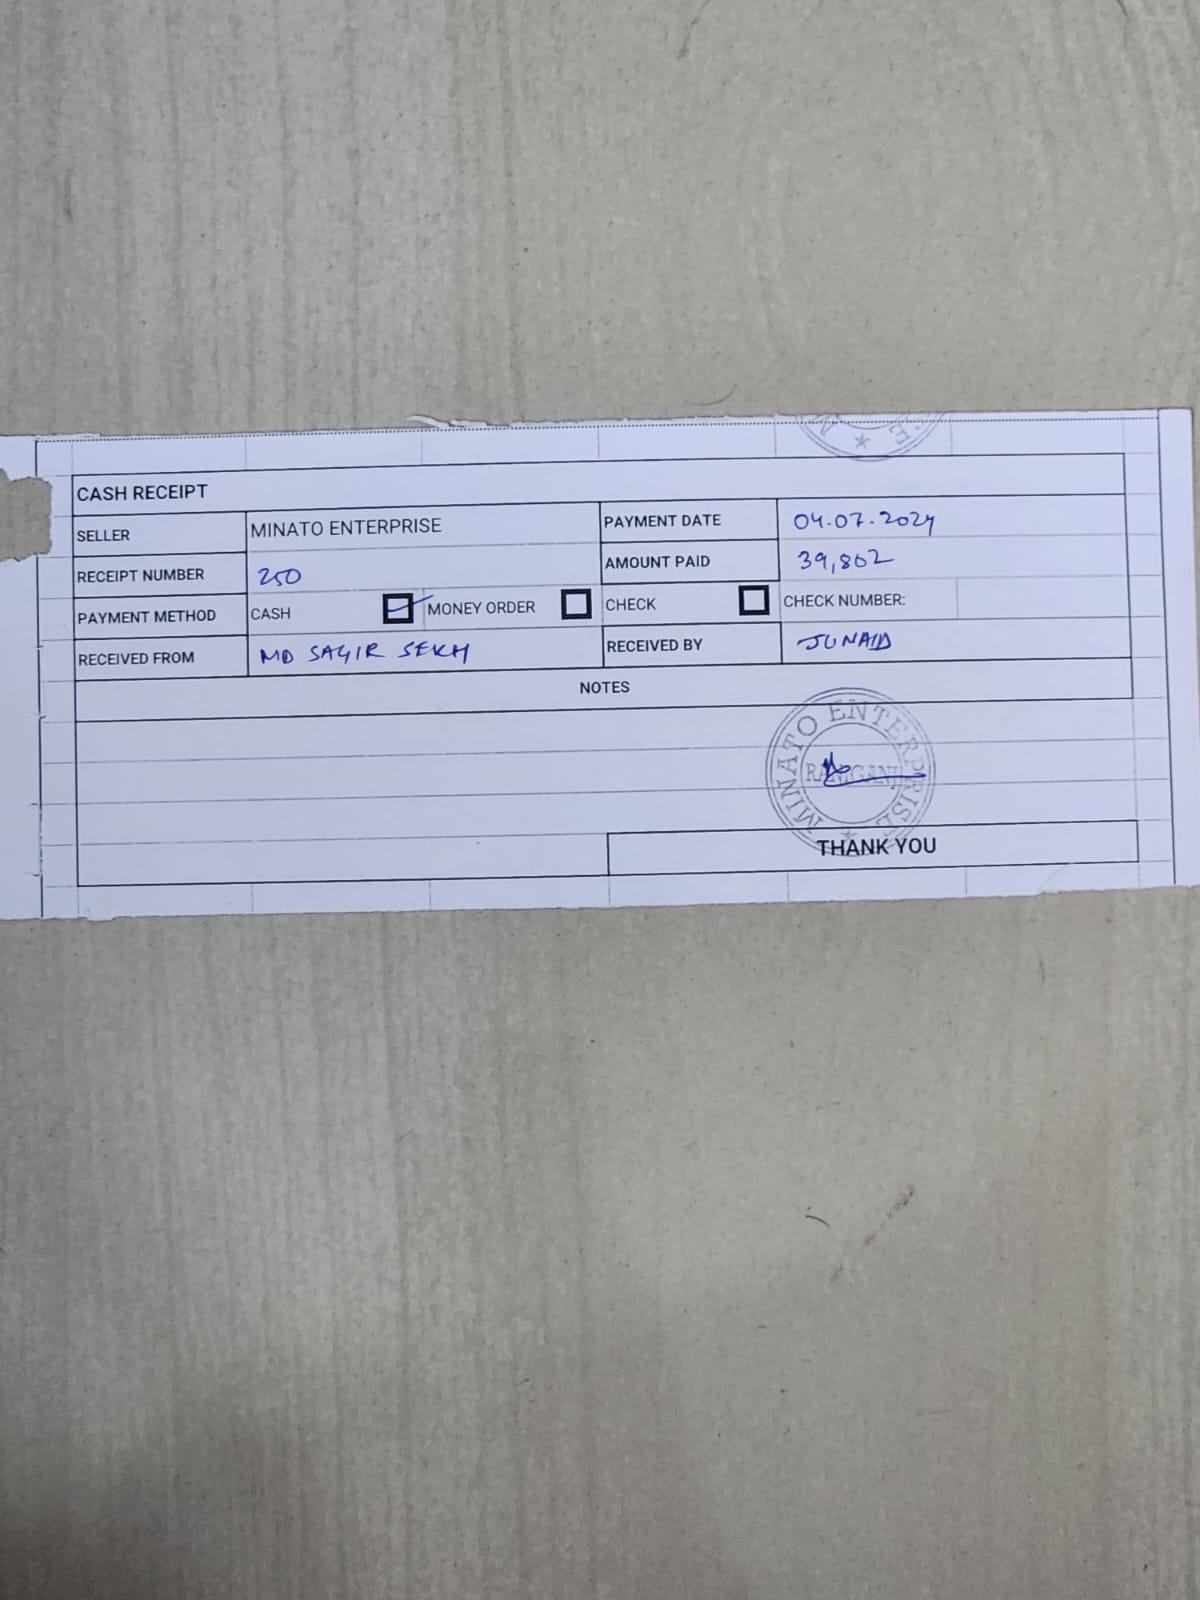 CASH RECEIPT
SELLER MINATO ENTERPRISE PAYMENT DATE 04.07.2024
RECEIPT NUMBER 250 AMOUNT PAID 39,802
PAYMENT METHOD CASH MONEY ORDER CHECK CHECK NUMBER:
RECEIVED FROM MD SAGIR SEKH RECEIVED BY JUNAID
NOTES
MINATO ENTERPRISE
RANIGANJ
THANK YOU